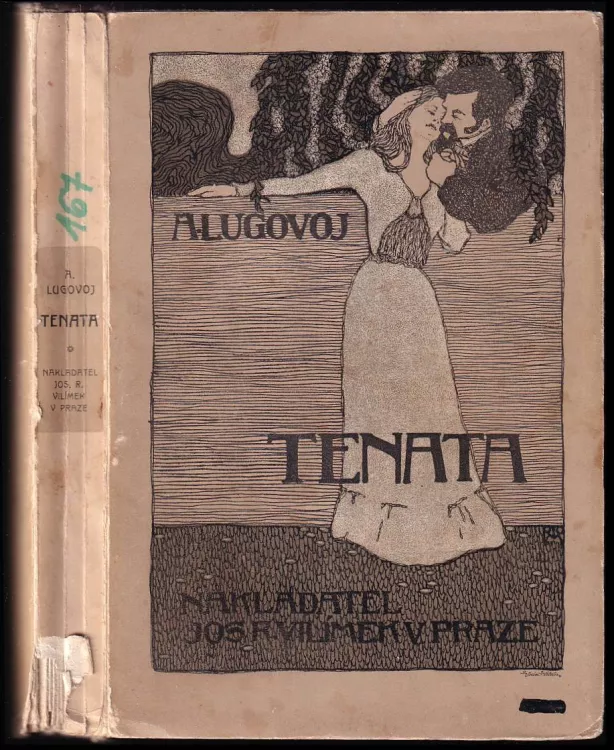 167
A.
LUGOVOJ
TENATA
NAKLADATEL
JOS. R.
VILÍMEK
V PRAZE
A. LUGOVOJ
TENATA
NAKLADATEL
JOS. R. VILÍMEK V PRAZE